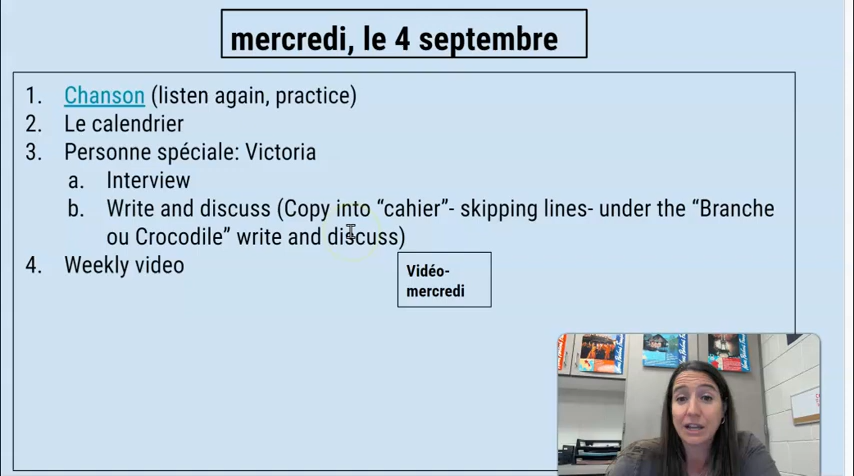 mercredi, le 4 septembre
1. Chanson (listen again, practice)
2. Le calendrier
3. Personne spéciale: Victoria
a. Interview
b. Write and discuss (Copy into “cahier”- skipping lines- under the “Branche
ou Crocodile” write and discuss)
4. Weekly video
Vidéo-
mercredi